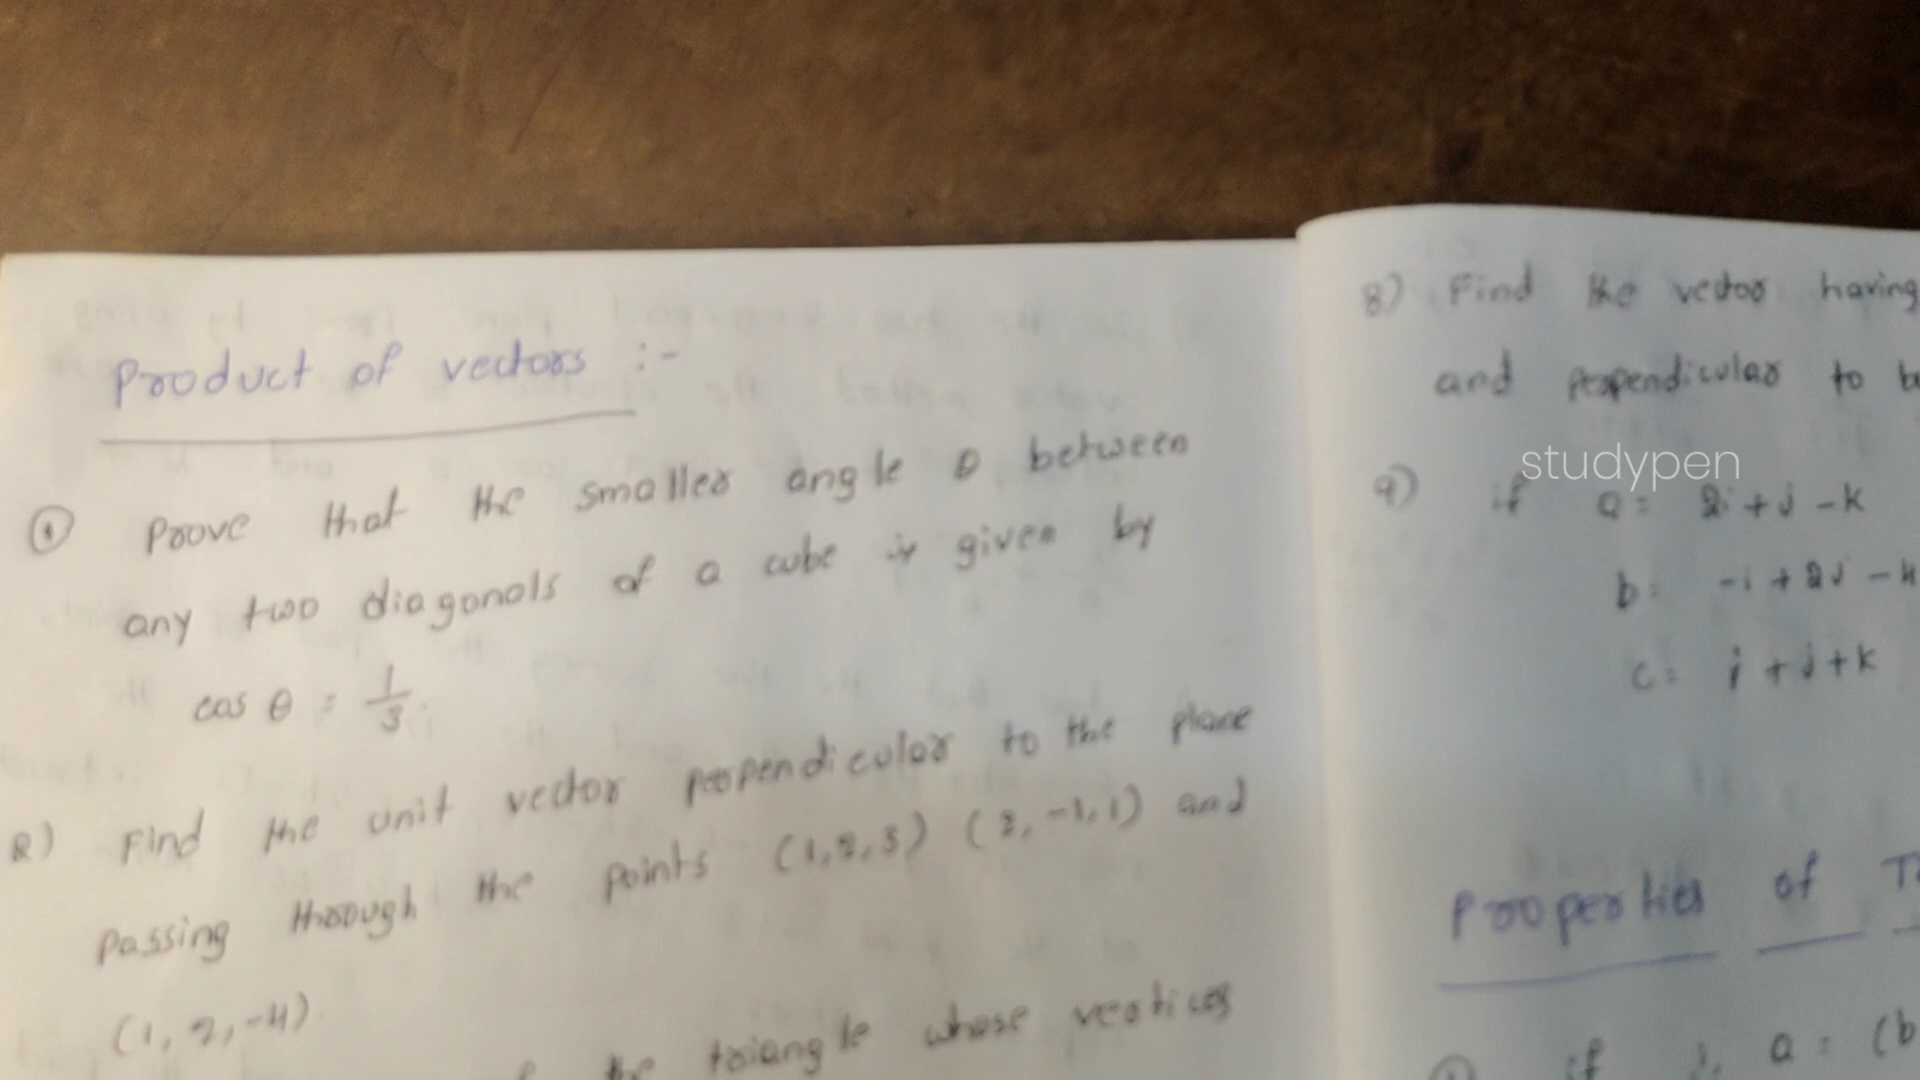 Product of vectors :-
① Prove that the smaller angle θ between
any two diagonals of a cube is given by
cos θ = 1/3.
2) Find the unit vector perpendicular to the plane
passing through the points (1,2,3) (2,-1,1) and
(1, 2, -4).
the triangle whose vertices
8) Find the vector having
and perpendicular to
studypen
9) if a = 2i + j - k
b = -i + 2j - 4
c = i + j + k
Properties of
if a = (b